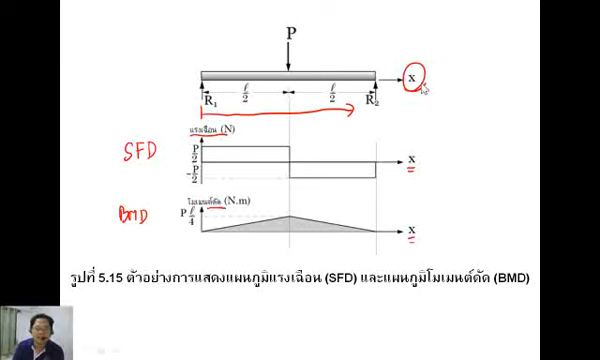 P
x
R₁
ℓ/2
ℓ/2
R₂
แรงเฉือน (N)
SFD
P/2
-P/2
x
โมเมนต์ดัด (N.m)
BMD
P ℓ/4
x
รูปที่ 5.15 ตัวอย่างการแสดงแผนภูมิแรงเฉือน (SFD) และแผนภูมิโมเมนต์ดัด (BMD)